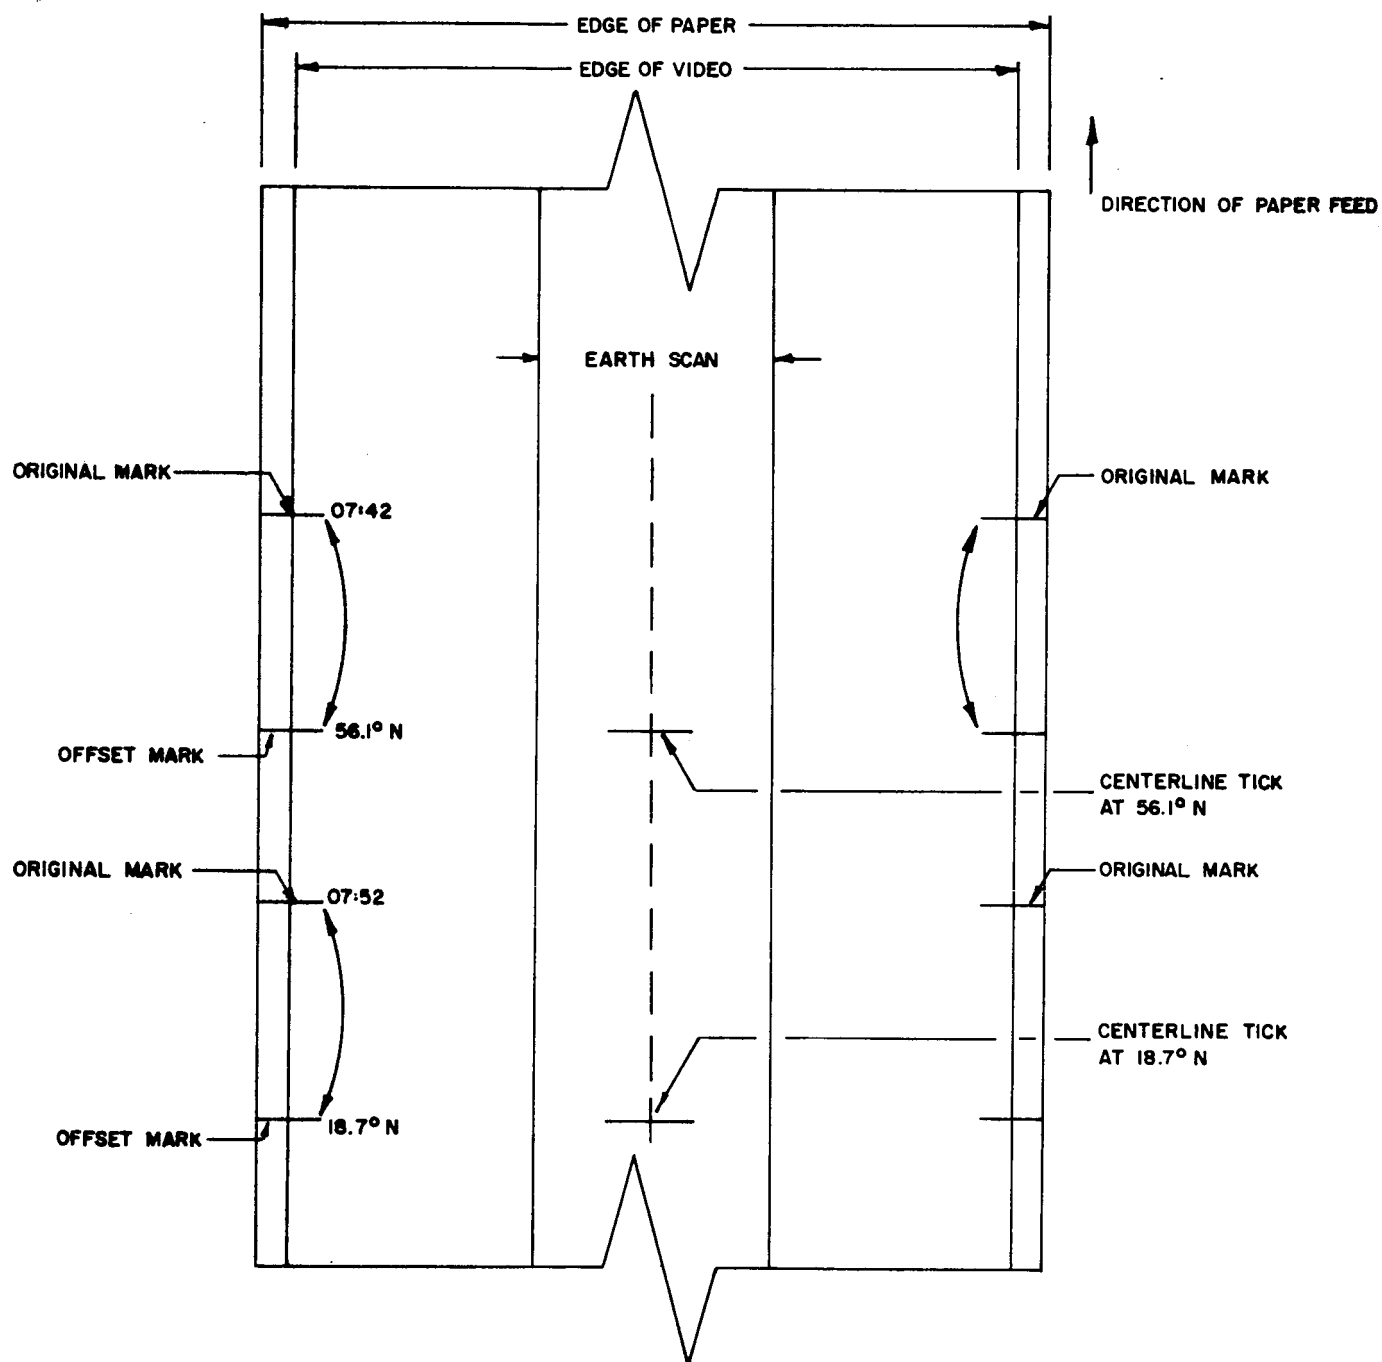 EDGE OF PAPER
EDGE OF VIDEO
DIRECTION OF PAPER FEED
EARTH SCAN
ORIGINAL MARK
ORIGINAL MARK
07:42
56.1° N
OFFSET MARK
CENTERLINE TICK
AT 56.1° N
ORIGINAL MARK
ORIGINAL MARK
07:52
CENTERLINE TICK
AT 18.7° N
18.7° N
OFFSET MARK